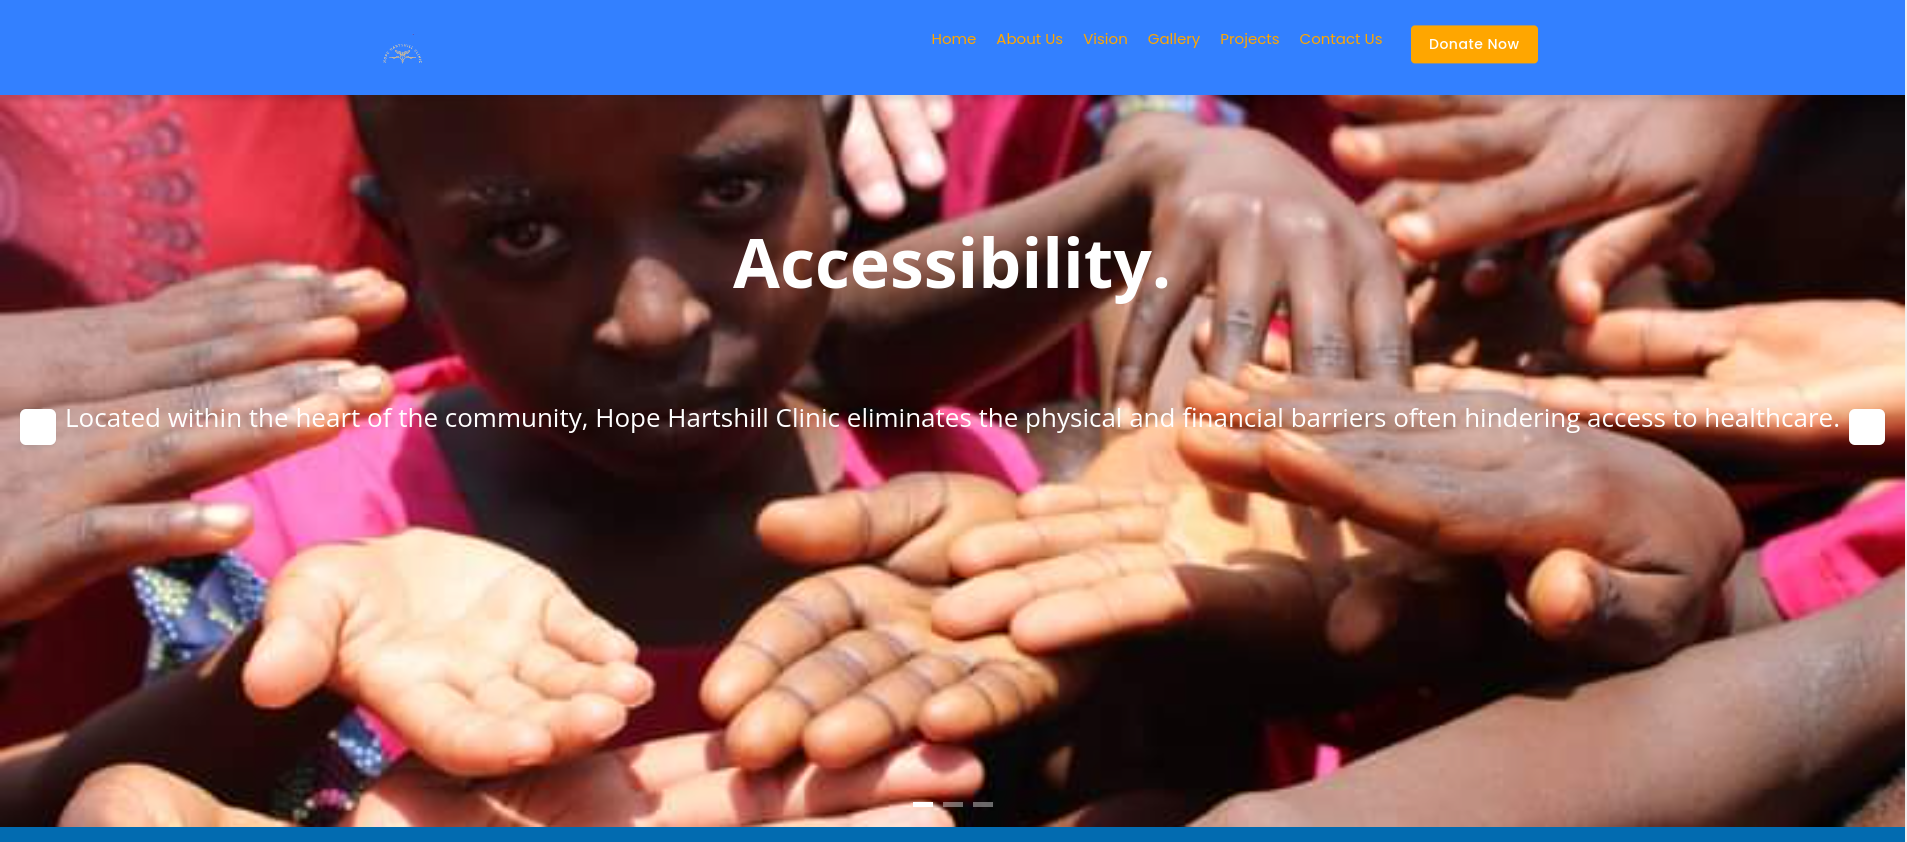 Home About Us Vision Gallery Projects Contact Us Donate Now
Accessibility.
Located within the heart of the community, Hope Hartshill Clinic eliminates the physical and financial barriers often hindering access to healthcare.